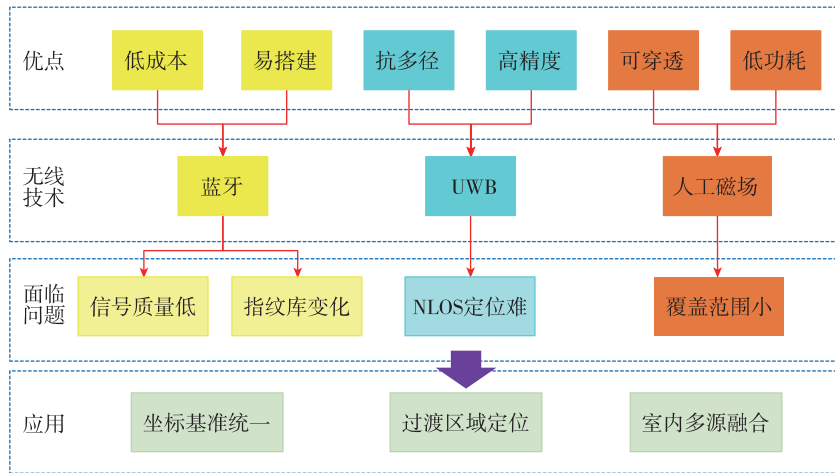 优点
低成本
易搭建
抗多径
高精度
可穿透
低功耗
无线
技术
蓝牙
UWB
人工磁场
面临
问题
信号质量低
指纹库变化
NLOS定位难
覆盖范围小
应用
坐标基准统一
过渡区域定位
室内多源融合